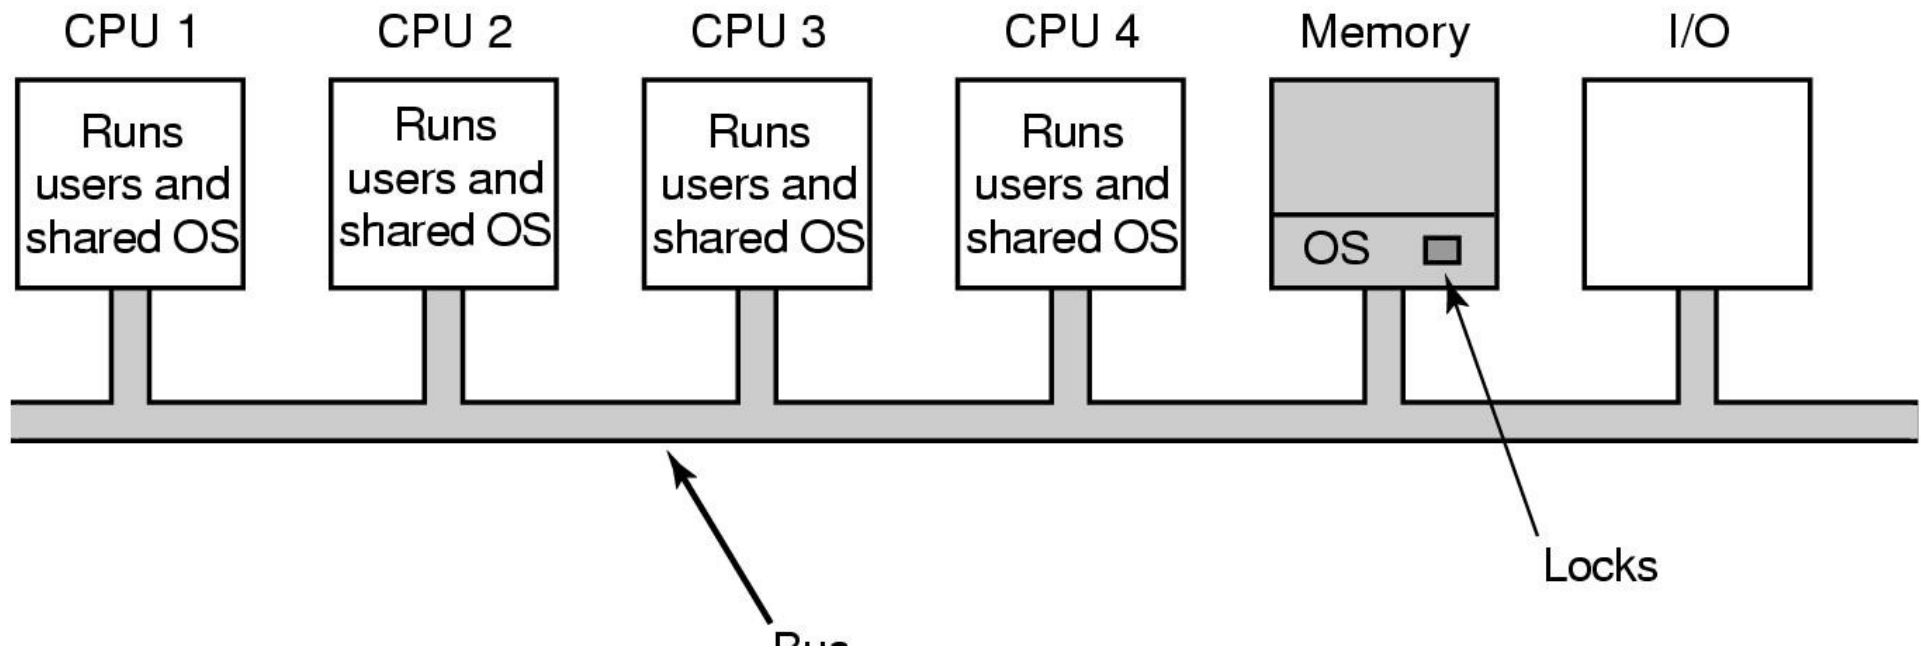 CPU 1 CPU 2 CPU 3 CPU 4 Memory I/O
Runs
users and
shared OS
Runs
users and
shared OS
Runs
users and
shared OS
Runs
users and
shared OS
OS
Locks
Bus